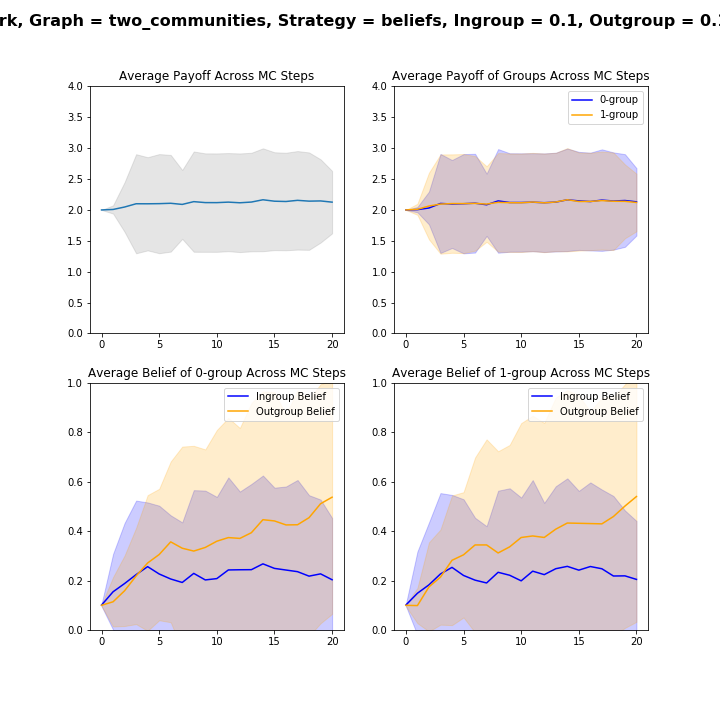 rk, Graph = two_communities, Strategy = beliefs, Ingroup = 0.1, Outgroup = 0.1
Average Payoff Across MC Steps
4.0
3.5
3.0
2.5
2.0
1.5
1.0
0.5
0.0
0 5 10 15 20
Average Payoff of Groups Across MC Steps
0-group
1-group
4.0
3.5
3.0
2.5
2.0
1.5
1.0
0.5
0.0
0 5 10 15 20
Average Belief of 0-group Across MC Steps
Ingroup Belief
Outgroup Belief
1.0
0.8
0.6
0.4
0.2
0.0
0 5 10 15 20
Average Belief of 1-group Across MC Steps
Ingroup Belief
Outgroup Belief
1.0
0.8
0.6
0.4
0.2
0.0
0 5 10 15 20